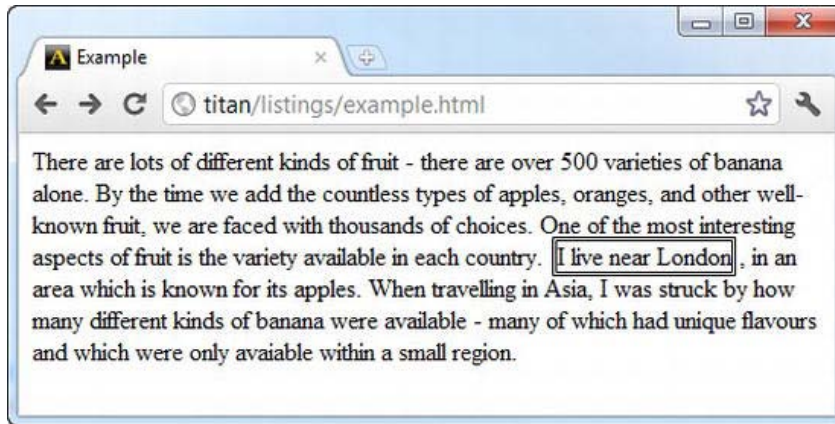 Example
titan/listings/example.html
There are lots of different kinds of fruit - there are over 500 varieties of banana
alone. By the time we add the countless types of apples, oranges, and other well-
known fruit, we are faced with thousands of choices. One of the most interesting
aspects of fruit is the variety available in each country. I live near London , in an
area which is known for its apples. When travelling in Asia, I was struck by how
many different kinds of banana were available - many of which had unique flavours
and which were only avaiable within a small region.